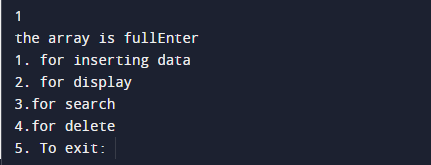 1
the array is fullEnter
1. for inserting data
2. for display
3.for search
4.for delete
5. To exit: